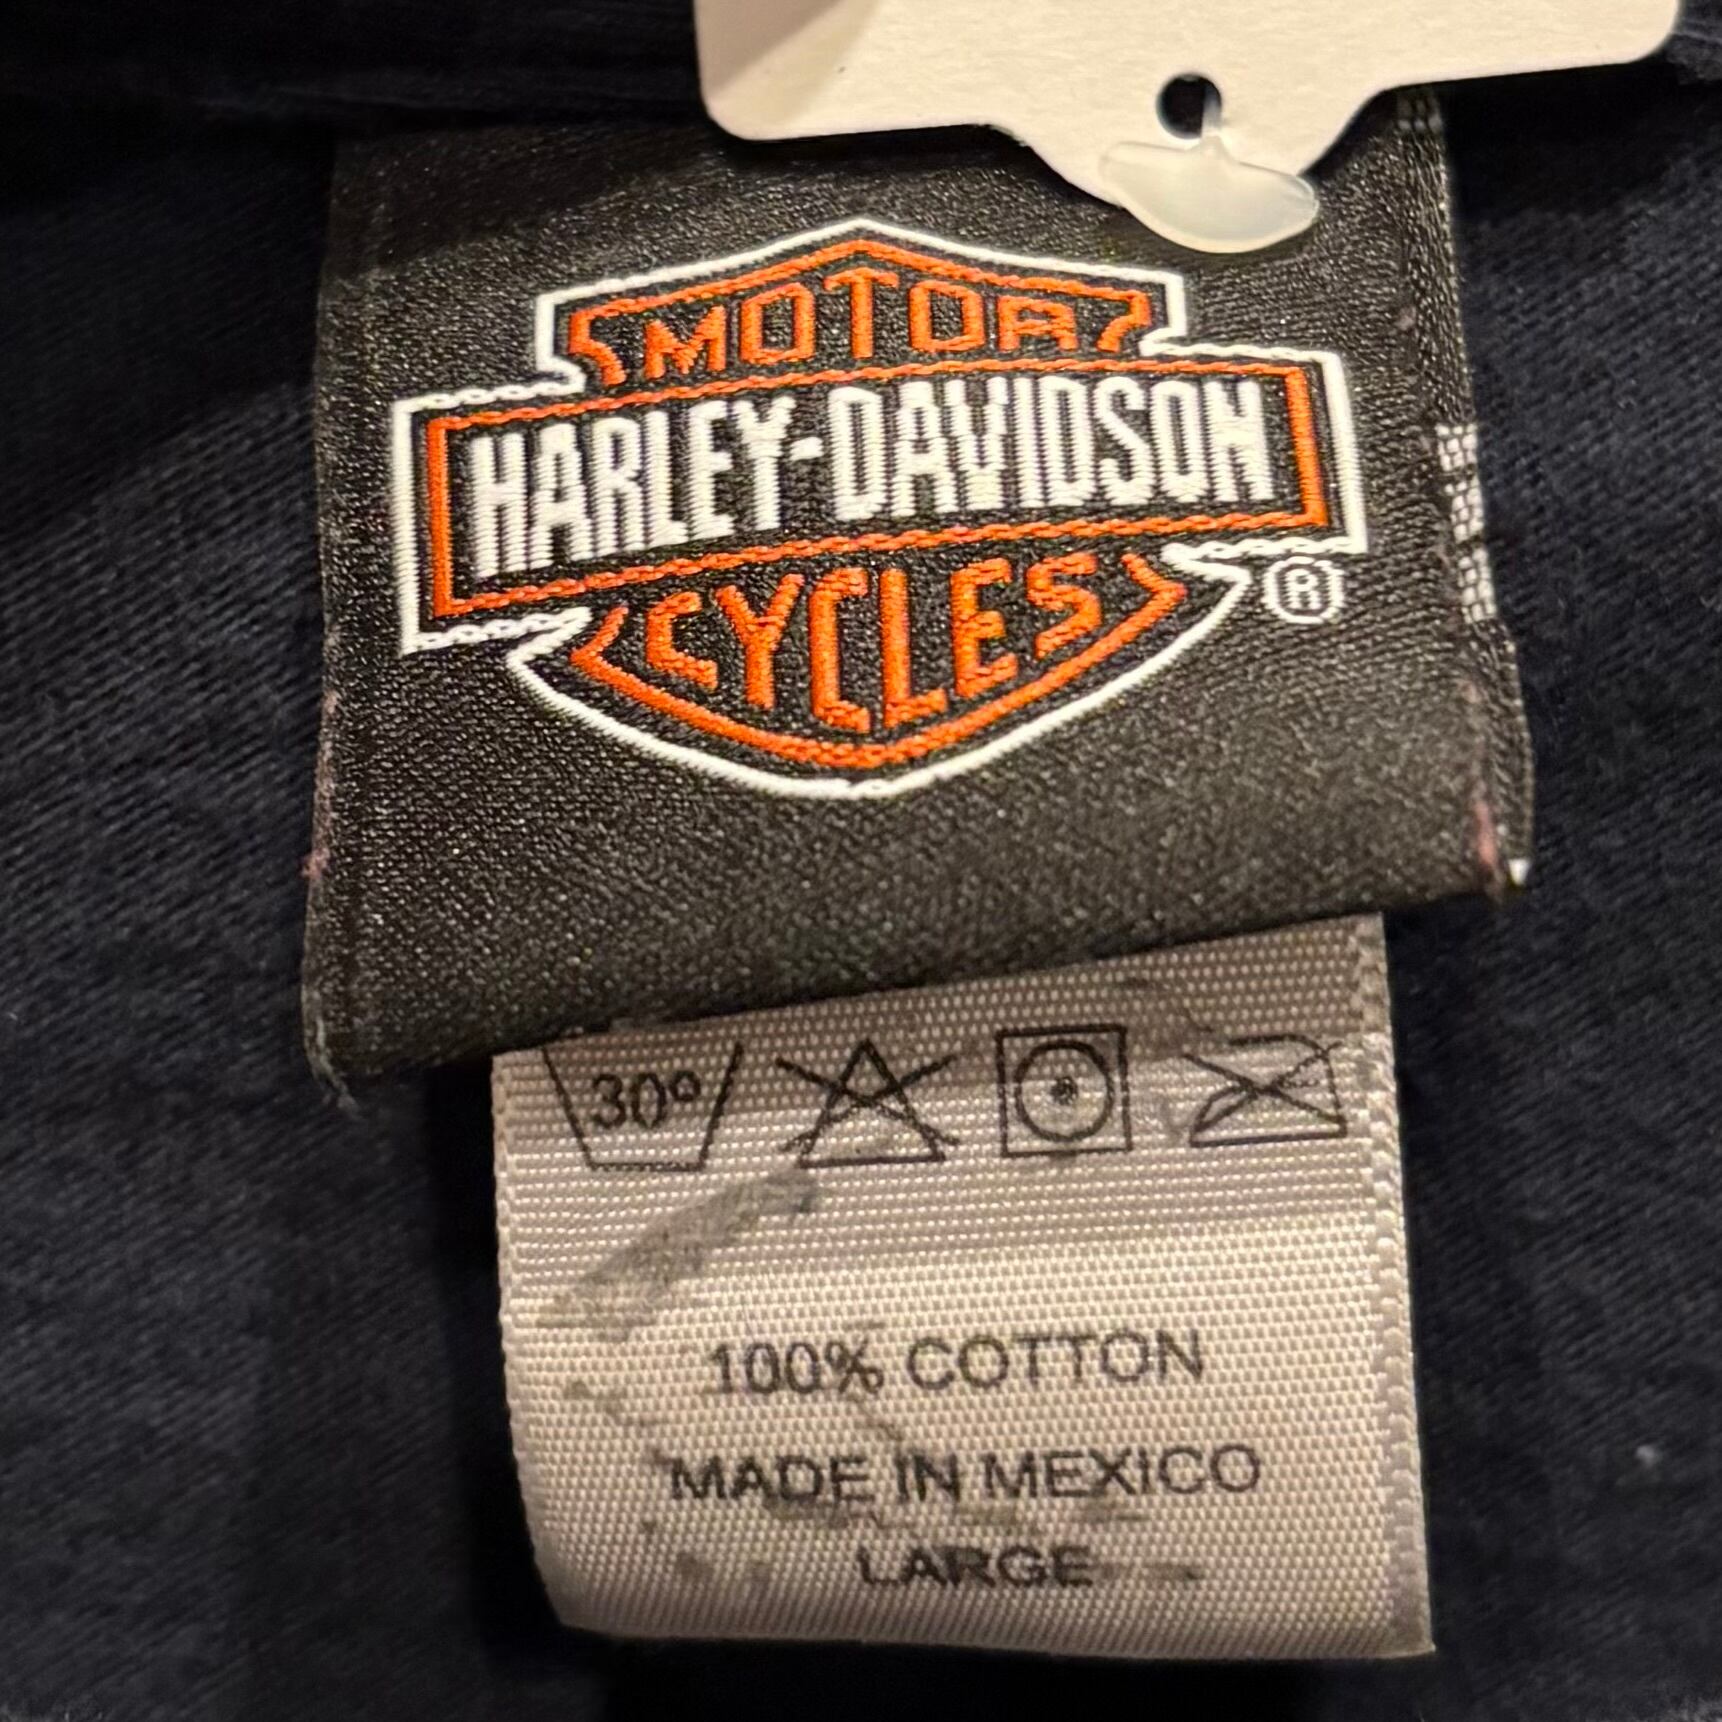 MOTOR
HARLEY-DAVIDSON
CYCLES
®
30°
100% COTTON
MADE IN MEXICO
LARGE